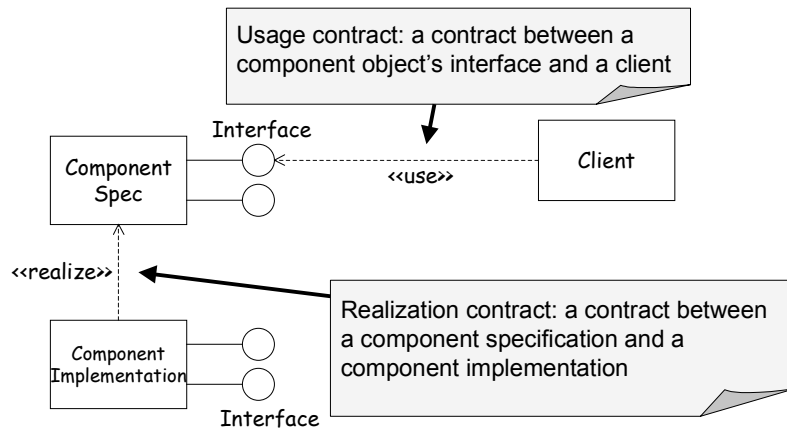 Usage contract: a contract between a
component object's interface and a client
Interface
Component
Spec
<<use>>
Client
<<realize>>
Realization contract: a contract between
a component specification and a
component implementation
Component
Implementation
Interface